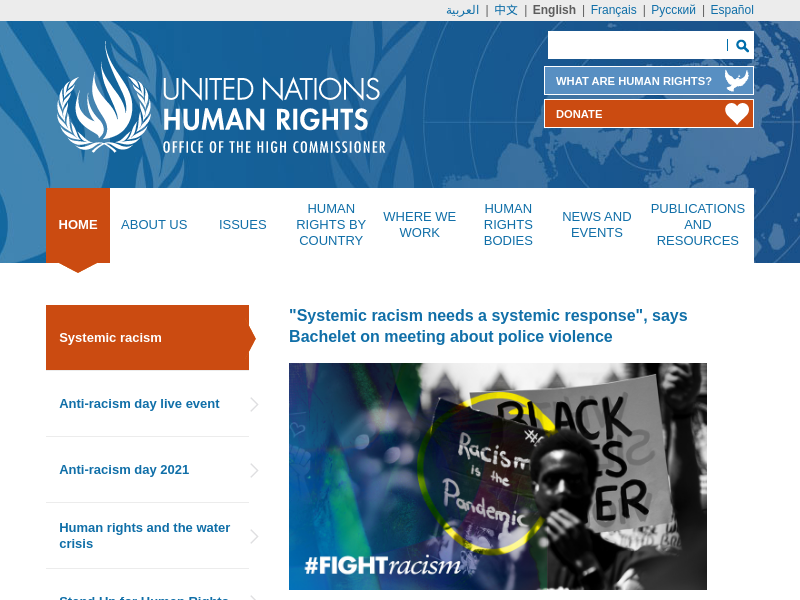 العربية | 中文 | English | Français | Русский | Español
UNITED NATIONS
HUMAN RIGHTS
OFFICE OF THE HIGH COMMISSIONER
WHAT ARE HUMAN RIGHTS?
DONATE
HOME
ABOUT US
ISSUES
HUMAN
RIGHTS BY
COUNTRY
WHERE WE
WORK
HUMAN
RIGHTS
BODIES
NEWS AND
EVENTS
PUBLICATIONS
AND
RESOURCES
Systemic racism
Anti-racism day live event
Anti-racism day 2021
Human rights and the water
crisis
Stand Up for Human Rights
"Systemic racism needs a systemic response", says
Bachelet on meeting about police violence
BLACK
Racism
is the
Pandemic
#FIGHTracism